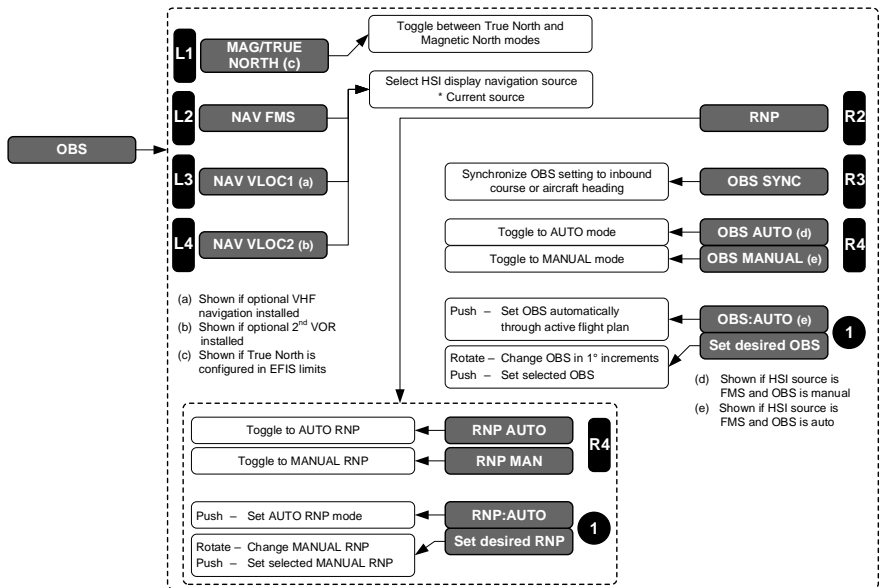 OBS
L1
MAG/TRUE
NORTH (c)
Toggle between True North and
Magnetic North modes
Select HSI display navigation source
* Current source
L2
NAV FMS
L3
NAV VLOC1 (a)
L4
NAV VLOC2 (b)
(a) Shown if optional VHF
navigation installed
(b) Shown if optional 2nd VOR
installed
(c) Shown if True North is
configured in EFIS limits
RNP
R2
Synchronize OBS setting to inbound
course or aircraft heading
OBS SYNC
R3
Toggle to AUTO mode
OBS AUTO (d)
Toggle to MANUAL mode
OBS MANUAL (e)
R4
Push – Set OBS automatically
through active flight plan
OBS:AUTO (e)
Rotate – Change OBS in 1° increments
Push – Set selected OBS
Set desired OBS
1
(d) Shown if HSI source is
FMS and OBS is manual
(e) Shown if HSI source is
FMS and OBS is auto
Toggle to AUTO RNP
RNP AUTO
Toggle to MANUAL RNP
RNP MAN
R4
Push – Set AUTO RNP mode
RNP:AUTO
Rotate – Change MANUAL RNP
Push – Set selected MANUAL RNP
Set desired RNP
1